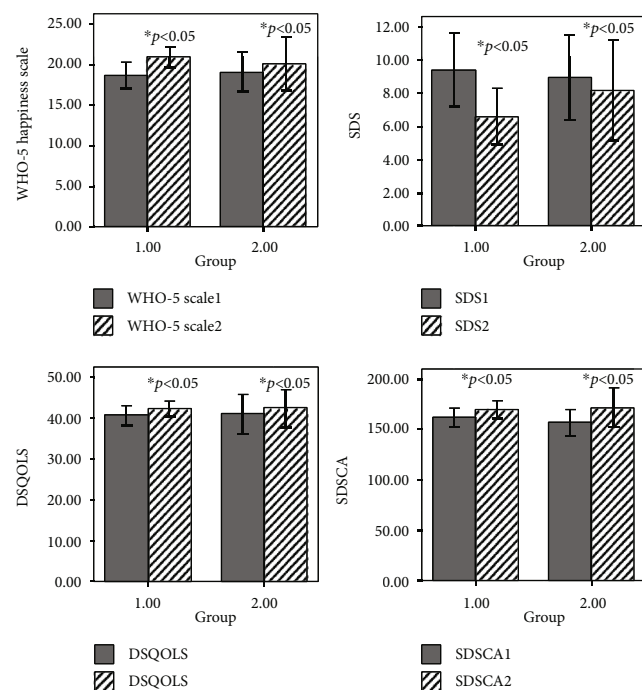 WHO-5 happiness scale
25.00
20.00
15.00
10.00
5.00
0.00
*p<0.05
*p<0.05
1.00 2.00
Group
WHO-5 scale1
WHO-5 scale2
SDS
12.00
10.00
8.00
6.00
4.00
2.00
0.00
*p<0.05
*p<0.05
1.00 2.00
Group
SDS1
SDS2
DSQOLS
50.00
40.00
30.00
20.00
10.00
0.00
*p<0.05 *p<0.05
1.00 2.00
Group
DSQOLS
DSQOLS
SDSCA
200.00
150.00
100.00
50.00
0.00
*p<0.05 *p<0.05
1.00 2.00
Group
SDSCA1
SDSCA2